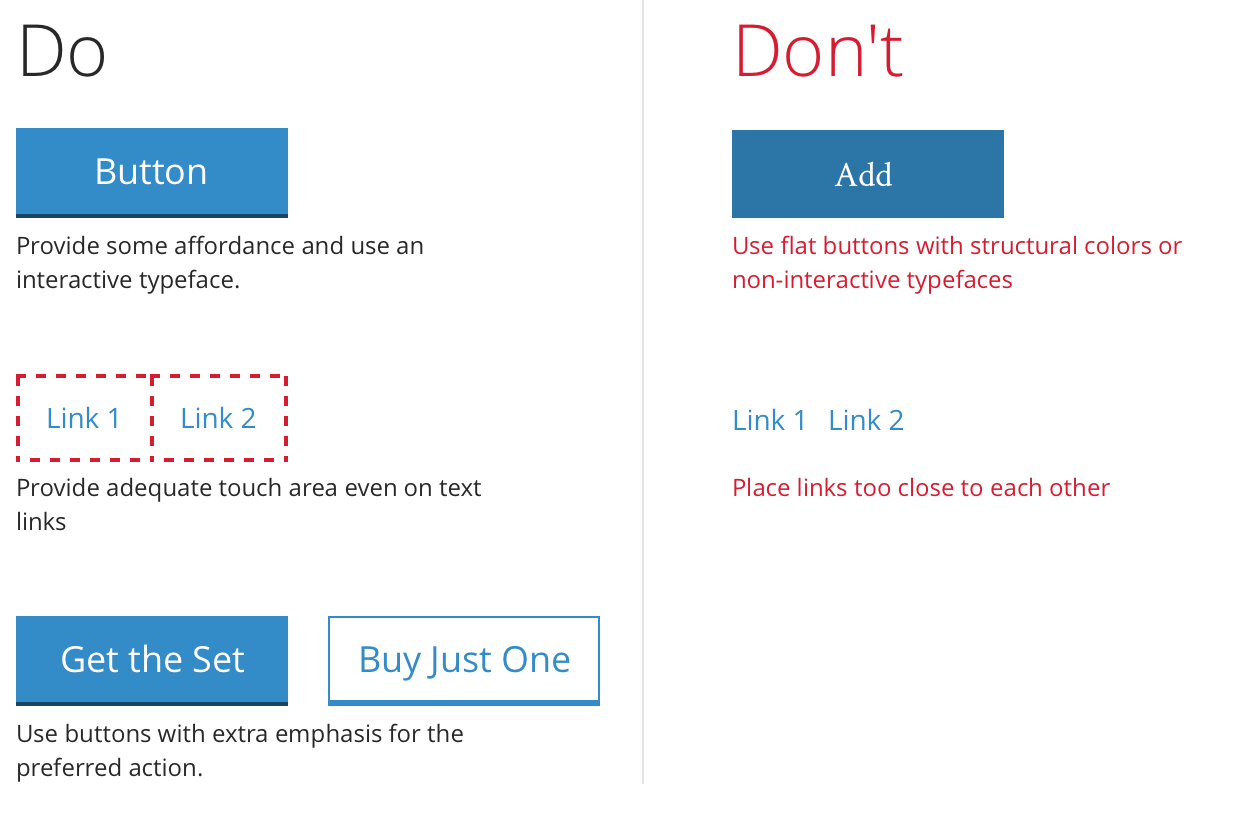 Do
Button
Provide some affordance and use an
interactive typeface.
Link 1 Link 2
Provide adequate touch area even on text
links
Get the Set Buy Just One
Use buttons with extra emphasis for the
preferred action.
Don't
Add
Use flat buttons with structural colors or
non-interactive typefaces
Link 1 Link 2
Place links too close to each other